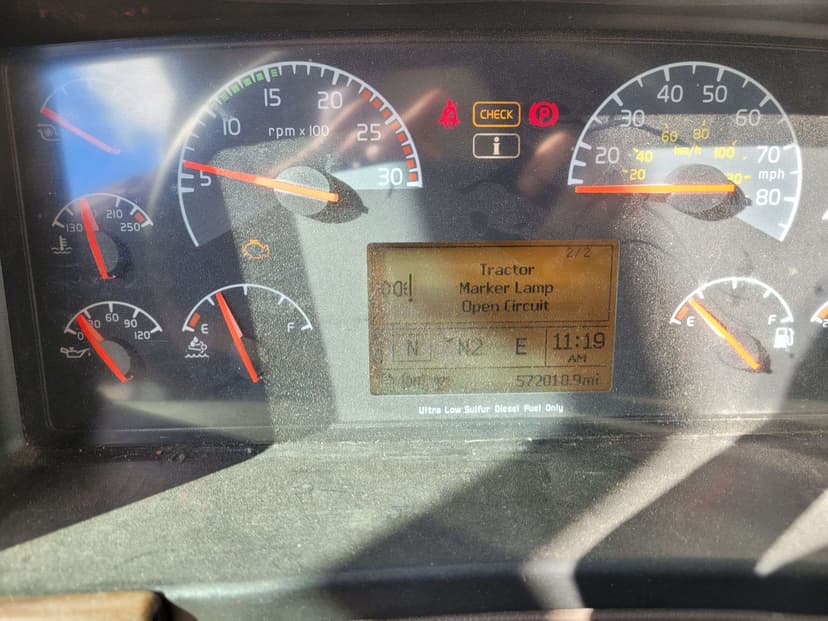 5
10
15
20
25
30
rpm x 100
CHECK
i
P
20
30
40
50
60
70
80
mph
20
40
60
80
100
km/h
130
210
250
0
30
60
90
120
E
F
2/2
Tractor
Marker Lamp
Open Circuit
N
N2
E
11:19
AM
572010.9mi
E
F
Ultra Low Sulfur Diesel Fuel Only